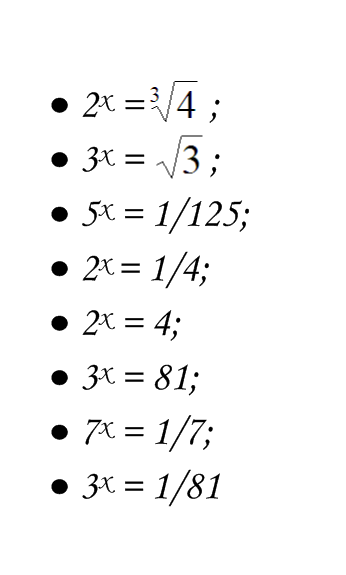 • 2ˣ = ∛4 ;
• 3ˣ = √3 ;
• 5ˣ = 1/125;
• 2ˣ = 1/4;
• 2ˣ = 4;
• 3ˣ = 81;
• 7ˣ = 1/7;
• 3ˣ = 1/81